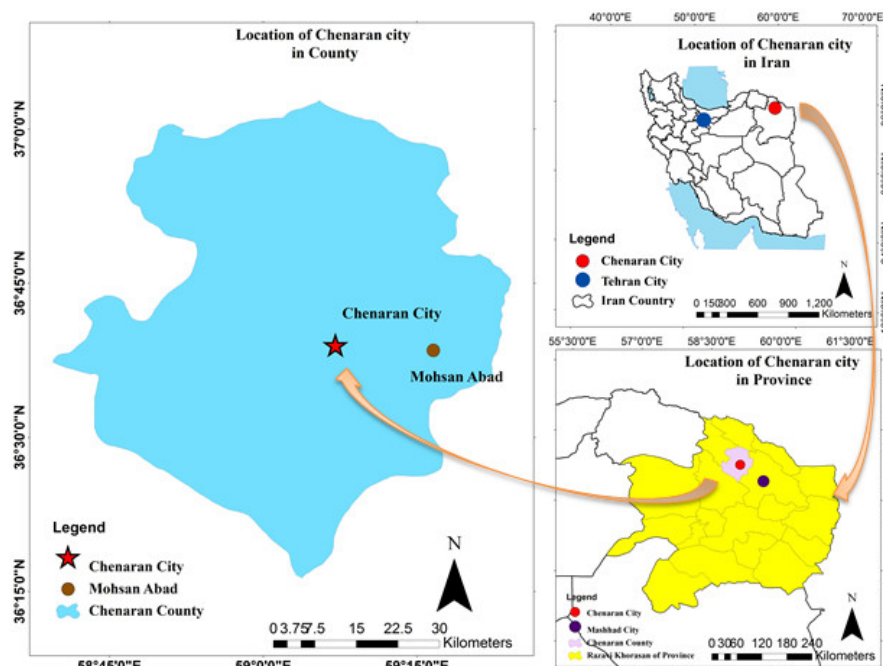 Location of Chenaran city
in County
37°0'0"N
36°45'0"N
36°30'0"N
36°15'0"N
Chenaran City
Mohsan Abad
Legend
Chenaran City
Mohsan Abad
Chenaran County
N
0 3.75 7.5 15 22.5 30
Kilometers
58°45'0"E
59°0'0"E
59°15'0"E
40°0'0"E 50°0'0"E 60°0'0"E 70°0'0"E
Location of Chenaran city
in Iran
Legend
Chenaran City
Tehran City
Iran Country
N
0 150 300 600 900 1,200
Kilometers
55°30'0"E 57°0'0"E 58°30'0"E 60°0'0"E 61°30'0"E
Location of Chenaran city
in Province
Legend
Chenaran City
Mashhad City
Chenaran County
Razavi Khorasan of Province
N
0 30 60 120 180 240
Kilometers